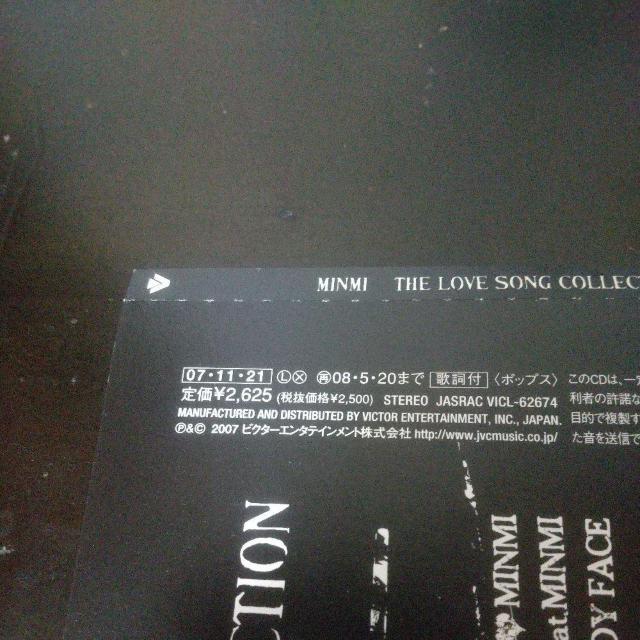 MINMI THE LOVE SONG COLLEC
07・11・21 Ⓛⓧ ㊖08・5・20まで 歌詞付 〈ポップス〉 このCDは、一
定価¥2,625 (税抜価格¥2,500) STEREO JASRAC VICL-62674 利者の許諾な
MANUFACTURED AND DISTRIBUTED BY VICTOR ENTERTAINMENT, INC., JAPAN. 目的で複製す
℗&© 2007 ビクターエンタテインメント株式会社 http://www.jvcmusic.co.jp/ た音を送信で
CTION
MINMI
at.MINMI
DY FACE